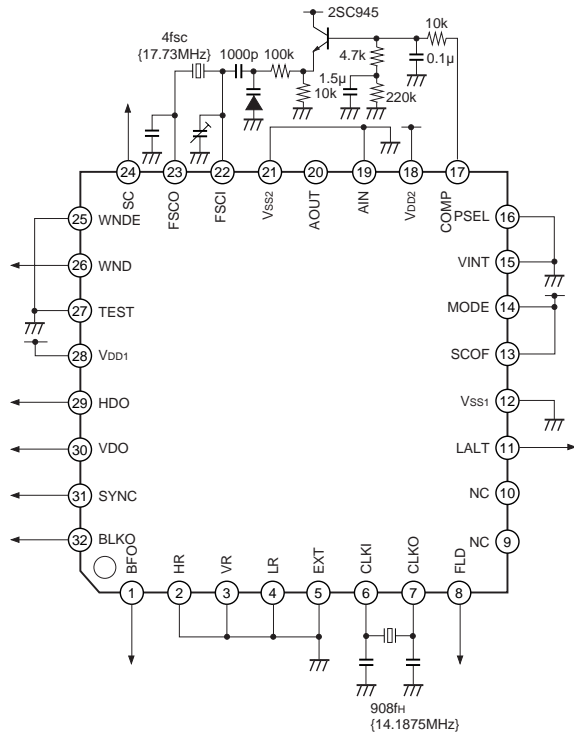 2SC945
4fsc
{17.73MHz}
1000p
100k
10k
4.7k
10k
0.1µ
1.5µ
220k
24
23
22
21
20
19
18
17
SC
FSCO
FSCI
VSS2
AOUT
AIN
VDD2
COMP
25
WNDE
26
WND
27
TEST
28
VDD1
29
HDO
30
VDO
31
SYNC
32
BLKO
PSEL
16
VINT
15
MODE
14
SCOF
13
VSS1
12
LALT
11
NC
10
NC
9
BFO
HR
VR
LR
EXT
CLKI
CLKO
FLD
1
2
3
4
5
6
7
8
908fH
{14.1875MHz}